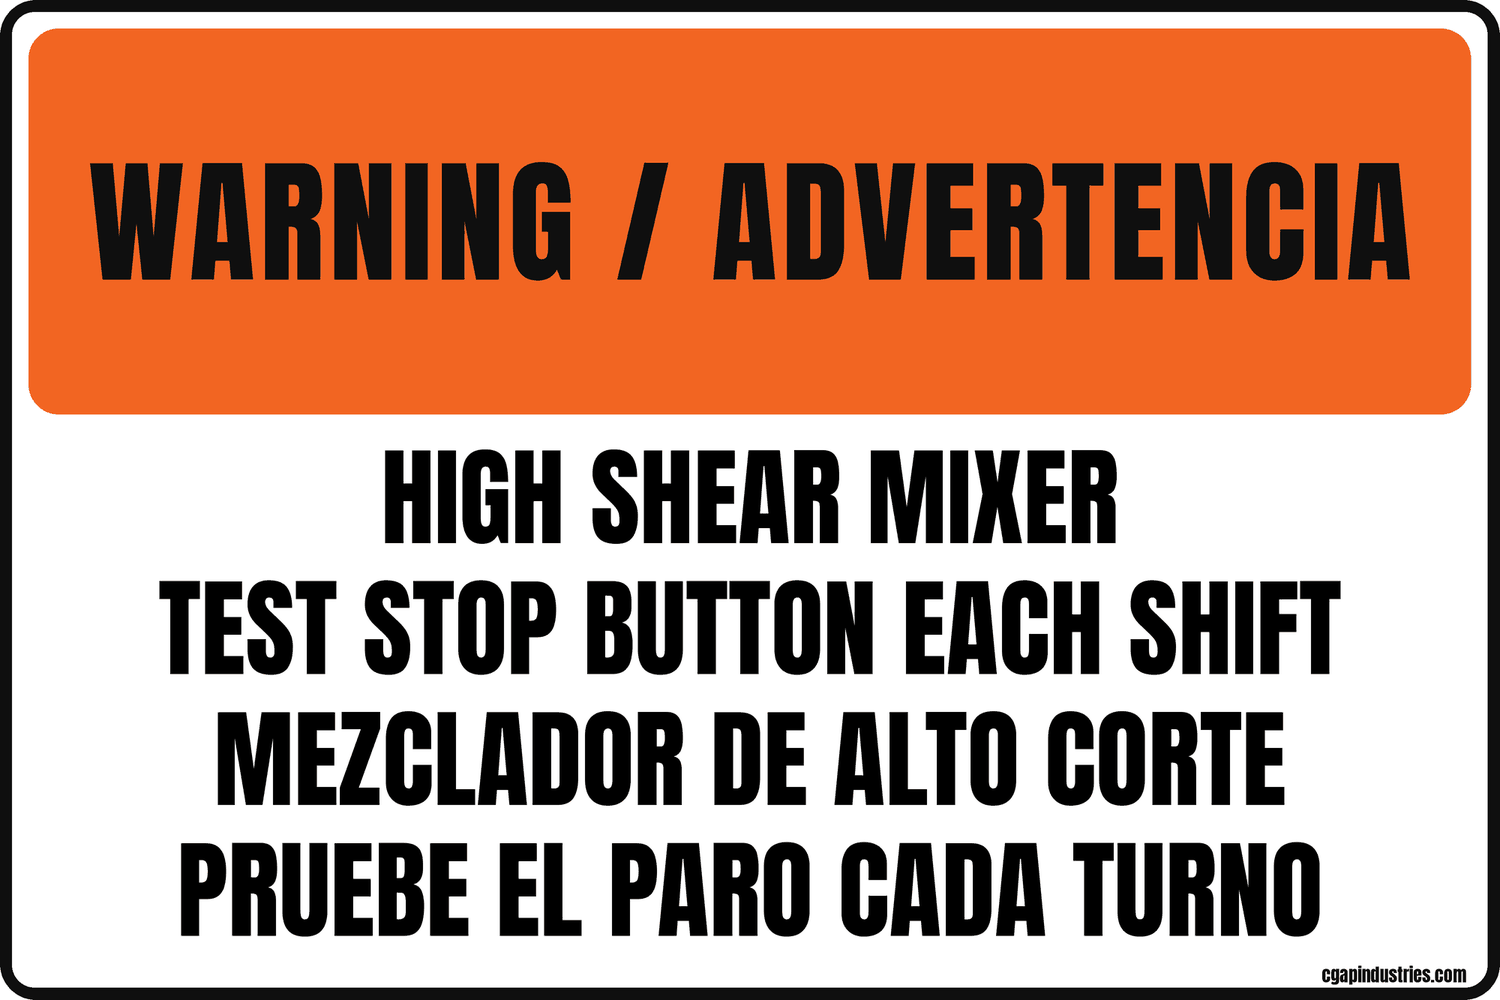 WARNING / ADVERTENCIA
HIGH SHEAR MIXER
TEST STOP BUTTON EACH SHIFT
MEZCLADOR DE ALTO CORTE
PRUEBE EL PARO CADA TURNO
cgapindustries.com